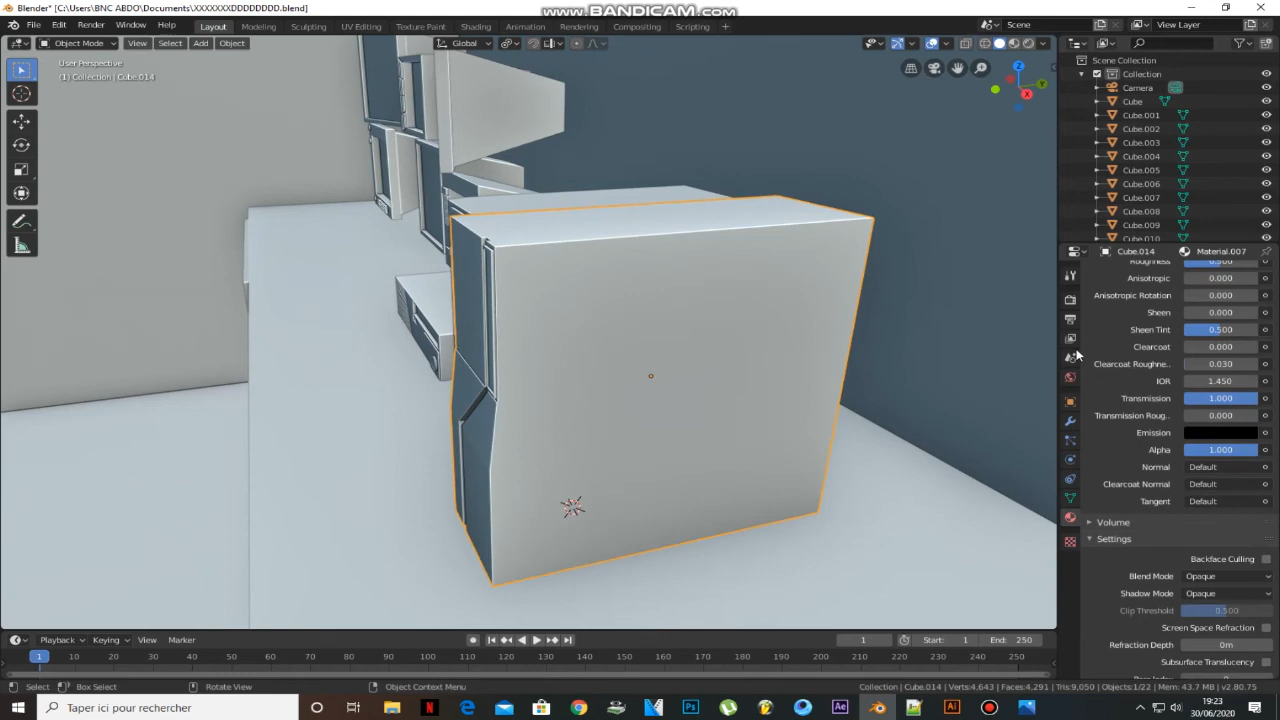 Blender* [C:\Users\BNC ABDO\Documents\XXXXXXXDDDDDDDD.blend]
www.BANDICAM.com
File Edit Render Window Help
Layout Modeling Sculpting UV Editing Texture Paint Shading Animation Rendering Compositing Scripting +
Scene
View Layer
Object Mode View Select Add Object
Global
User Perspective
(1) Collection | Cube.014
Z
Y
X
Scene Collection
Collection
Camera
Cube
Cube.001
Cube.002
Cube.003
Cube.004
Cube.005
Cube.006
Cube.007
Cube.008
Cube.009
Cube.010
Cube.014 Material.007
Roughness 0.500
Anisotropic 0.000
Anisotropic Rotation 0.000
Sheen 0.000
Sheen Tint 0.500
Clearcoat 0.000
Clearcoat Roughne.. 0.030
IOR 1.450
Transmission 1.000
Transmission Roug.. 0.000
Emission
Alpha 1.000
Normal Default
Clearcoat Normal Default
Tangent Default
Volume
Settings
Backface Culling
Blend Mode Opaque
Shadow Mode Opaque
Clip Threshold 0.500
Screen Space Refraction
Refraction Depth 0m
Subsurface Translucency
Playback Keying View Marker
1 Start: 1 End: 250
1 10 20 30 40 50 60 70 80 90 100 110 120 130 140 150 160 170 180 190 200 210 220 230 240 250
Select Box Select Rotate View Object Context Menu
Collection | Cube.014 | Verts:4,643 | Faces:4,291 | Tris:9,050 | Objects:1/22 | Mem: 43.7 MB | v2.80.75
Taper ici pour rechercher
N
Ps
Ae
Ai
19:23
30/06/2020